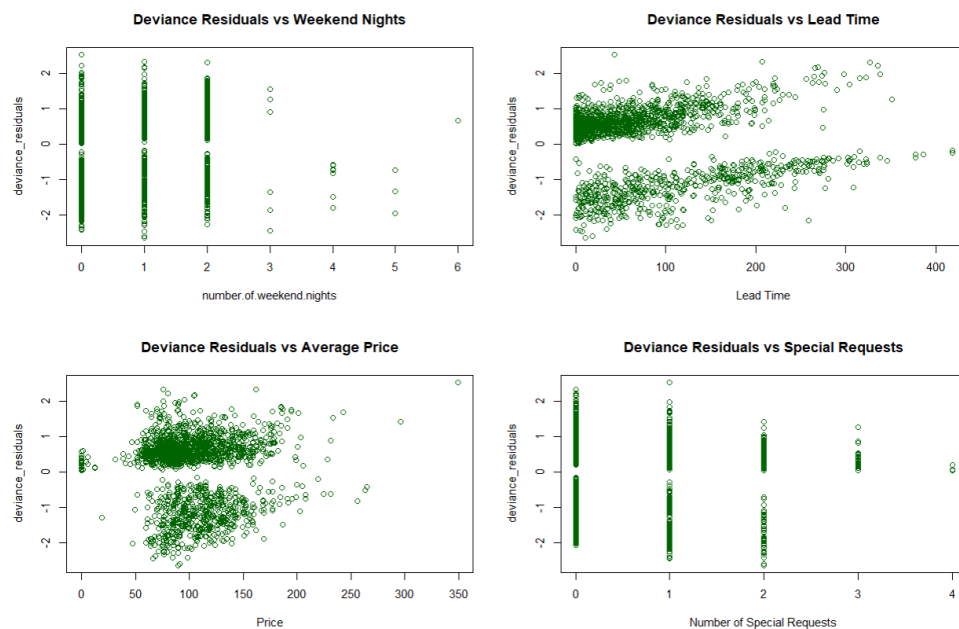 Deviance Residuals vs Weekend Nights
deviance_residuals
2
1
0
-1
-2
0 1 2 3 4 5 6
number.of.weekend.nights
Deviance Residuals vs Lead Time
deviance_residuals
2
1
0
-1
-2
0 100 200 300 400
Lead Time
Deviance Residuals vs Average Price
deviance_residuals
2
1
0
-1
-2
0 50 100 150 200 250 300 350
Price
Deviance Residuals vs Special Requests
deviance_residuals
2
1
0
-1
-2
0 1 2 3 4
Number of Special Requests